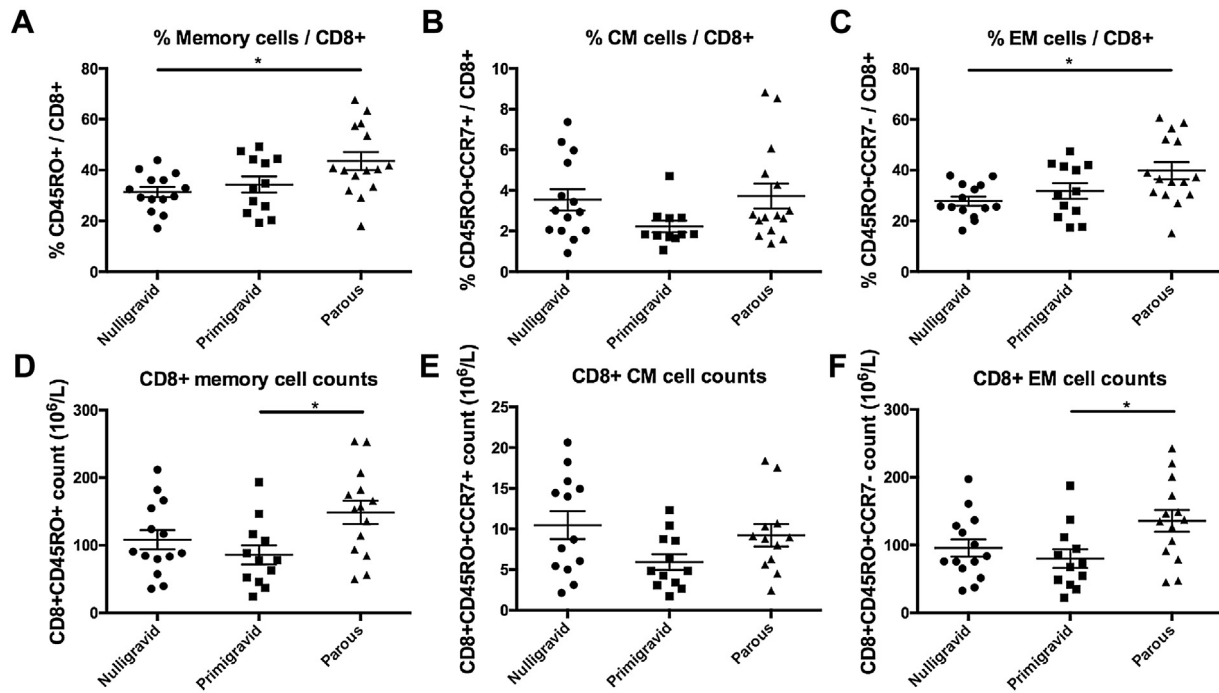 A
% Memory cells / CD8+
% CD45RO+ / CD8+
80
60
40
20
0
*
Nulligravid
Primigravid
Parous
B
% CM cells / CD8+
% CD45RO+CCR7+ / CD8+
10
8
6
4
2
0
Nulligravid
Primigravid
Parous
C
% EM cells / CD8+
% CD45RO+CCR7- / CD8+
80
60
40
20
0
*
Nulligravid
Primigravid
Parous
D
CD8+ memory cell counts
CD8+CD45RO+ count (10⁶/L)
300
200
100
0
*
Nulligravid
Primigravid
Parous
E
CD8+ CM cell counts
CD8+CD45RO+CCR7+ count (10⁶/L)
25
20
15
10
5
0
Nulligravid
Primigravid
Parous
F
CD8+ EM cell counts
CD8+CD45RO+CCR7- count (10⁶/L)
300
200
100
0
*
Nulligravid
Primigravid
Parous